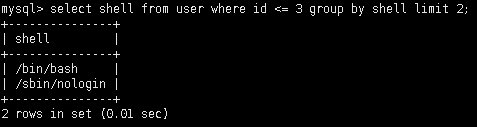 mysql> select shell from user where id <= 3 group by shell limit 2;
+---------------+
| shell         |
+---------------+
| /bin/bash     |
| /sbin/nologin |
+---------------+
2 rows in set (0.01 sec)